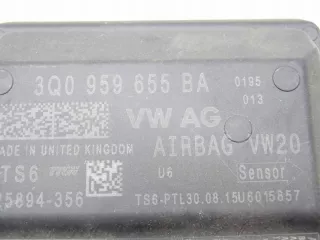 3Q0 959 655 BA 0195
013
VW AG
MADE IN UNITED KINGDOM AIRBAG VW20
TS6 TRW U6 Sensor
5894-356 TS6-PTL30.08.15U6015857